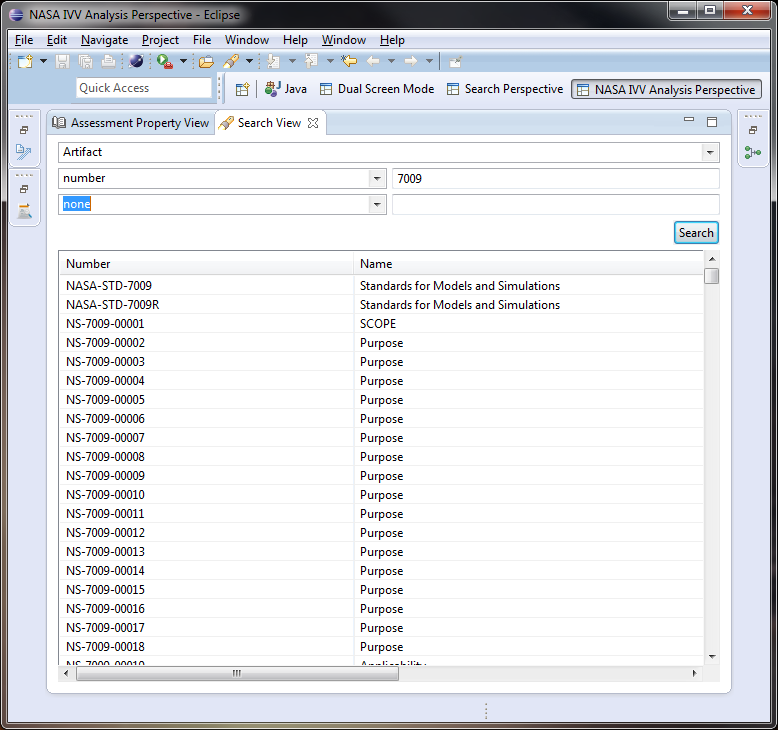 NASA IVV Analysis Perspective - Eclipse
File Edit Navigate Project File Window Help Window Help
Quick Access Java Dual Screen Mode Search Perspective NASA IVV Analysis Perspective
Assessment Property View Search View
Artifact
number 7009
none
Search
Number Name
NASA-STD-7009 Standards for Models and Simulations
NASA-STD-7009R Standards for Models and Simulations
NS-7009-00001 SCOPE
NS-7009-00002 Purpose
NS-7009-00003 Purpose
NS-7009-00004 Purpose
NS-7009-00005 Purpose
NS-7009-00006 Purpose
NS-7009-00007 Purpose
NS-7009-00008 Purpose
NS-7009-00009 Purpose
NS-7009-00010 Purpose
NS-7009-00011 Purpose
NS-7009-00012 Purpose
NS-7009-00013 Purpose
NS-7009-00014 Purpose
NS-7009-00015 Purpose
NS-7009-00016 Purpose
NS-7009-00017 Purpose
NS-7009-00018 Purpose
NS-7009-00019 Applicability